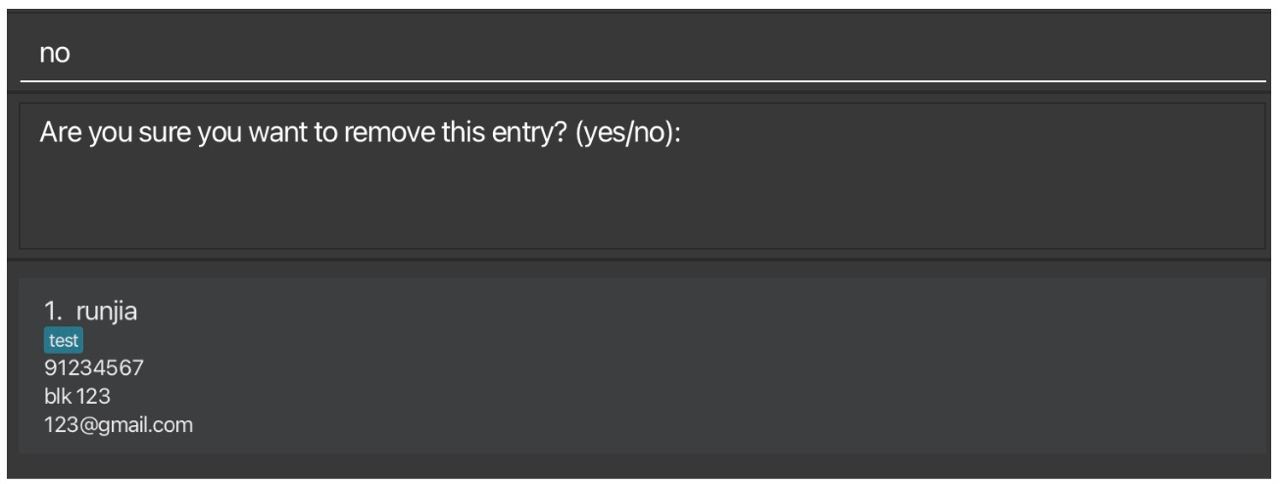 no
Are you sure you want to remove this entry? (yes/no):
1. runjia
test
91234567
blk 123
123@gmail.com